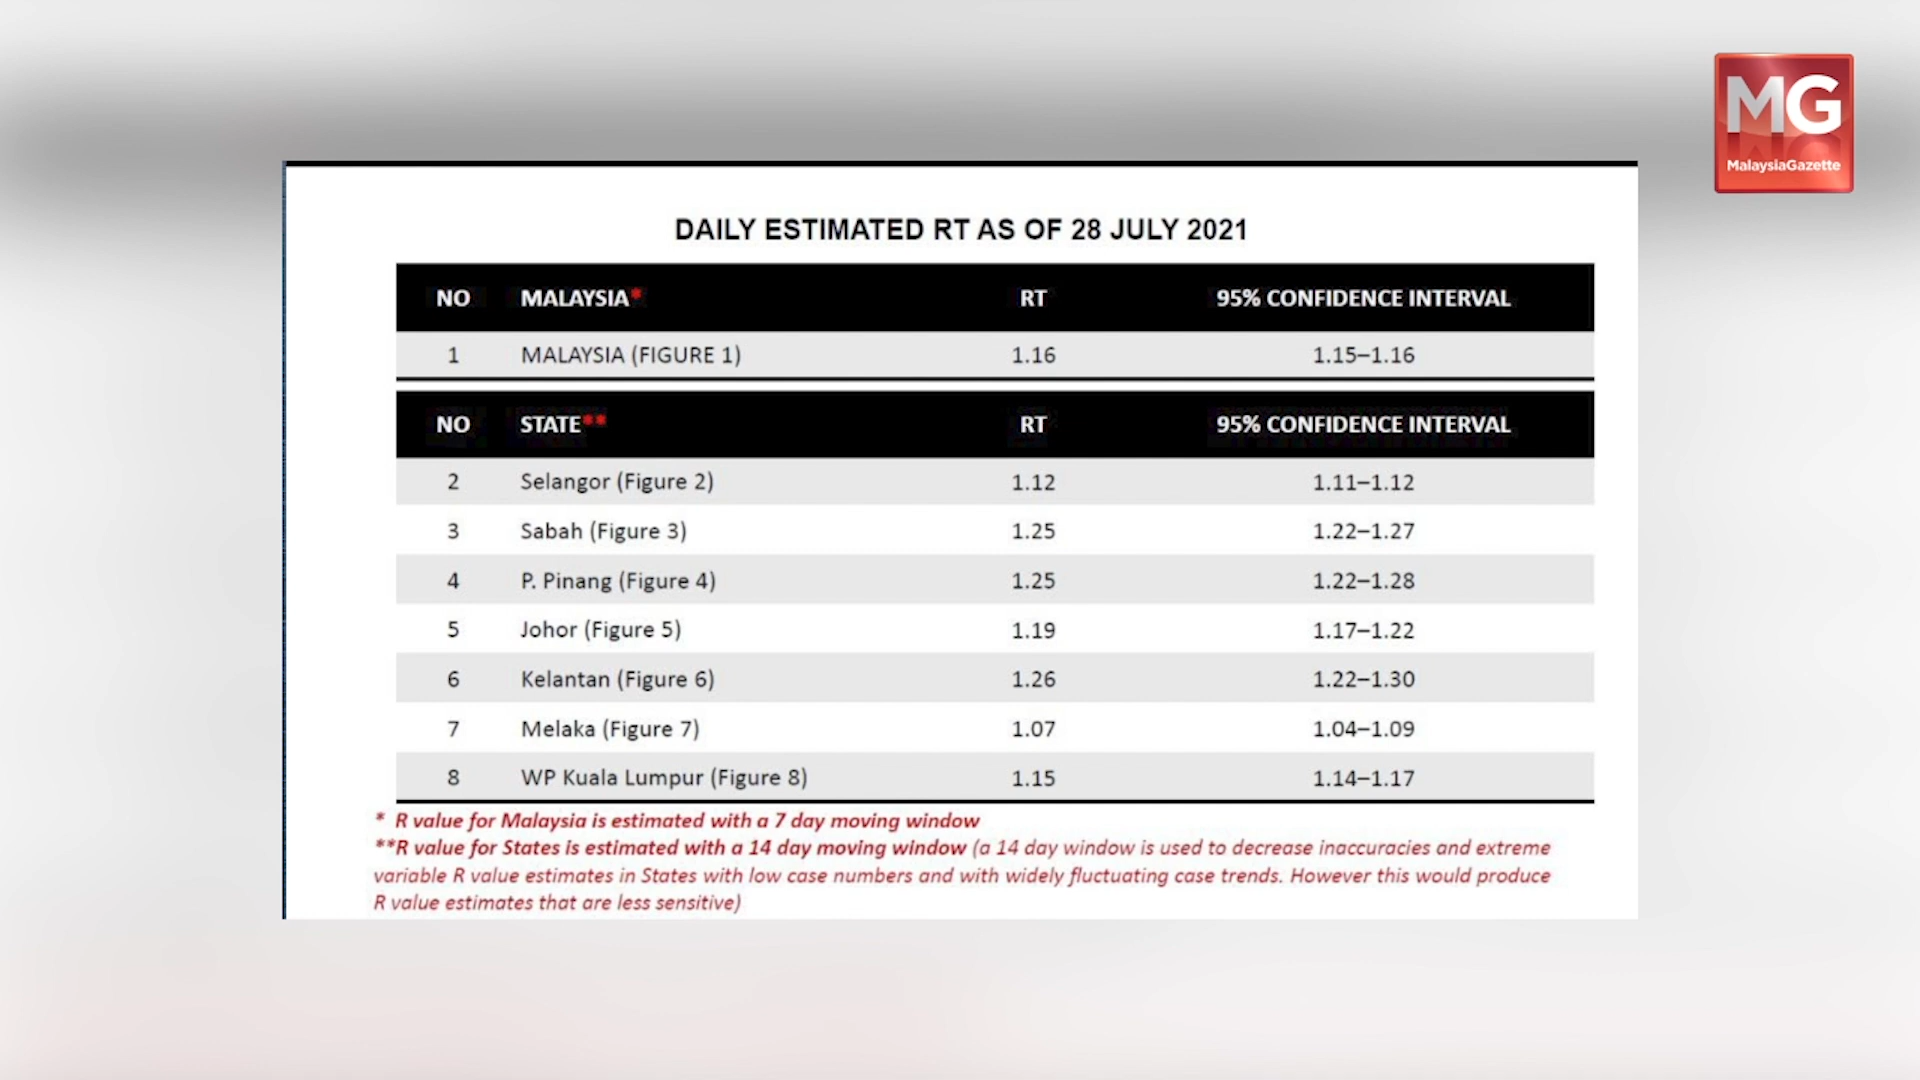 MG
MalaysiaGazette
DAILY ESTIMATED RT AS OF 28 JULY 2021
NO MALAYSIA* RT 95% CONFIDENCE INTERVAL
1 MALAYSIA (FIGURE 1) 1.16 1.15–1.16
NO STATE** RT 95% CONFIDENCE INTERVAL
2 Selangor (Figure 2) 1.12 1.11–1.12
3 Sabah (Figure 3) 1.25 1.22–1.27
4 P. Pinang (Figure 4) 1.25 1.22–1.28
5 Johor (Figure 5) 1.19 1.17–1.22
6 Kelantan (Figure 6) 1.26 1.22–1.30
7 Melaka (Figure 7) 1.07 1.04–1.09
8 WP Kuala Lumpur (Figure 8) 1.15 1.14–1.17
* R value for Malaysia is estimated with a 7 day moving window
**R value for States is estimated with a 14 day moving window (a 14 day window is used to decrease inaccuracies and extreme
variable R value estimates in States with low case numbers and with widely fluctuating case trends. However this would produce
R value estimates that are less sensitive)